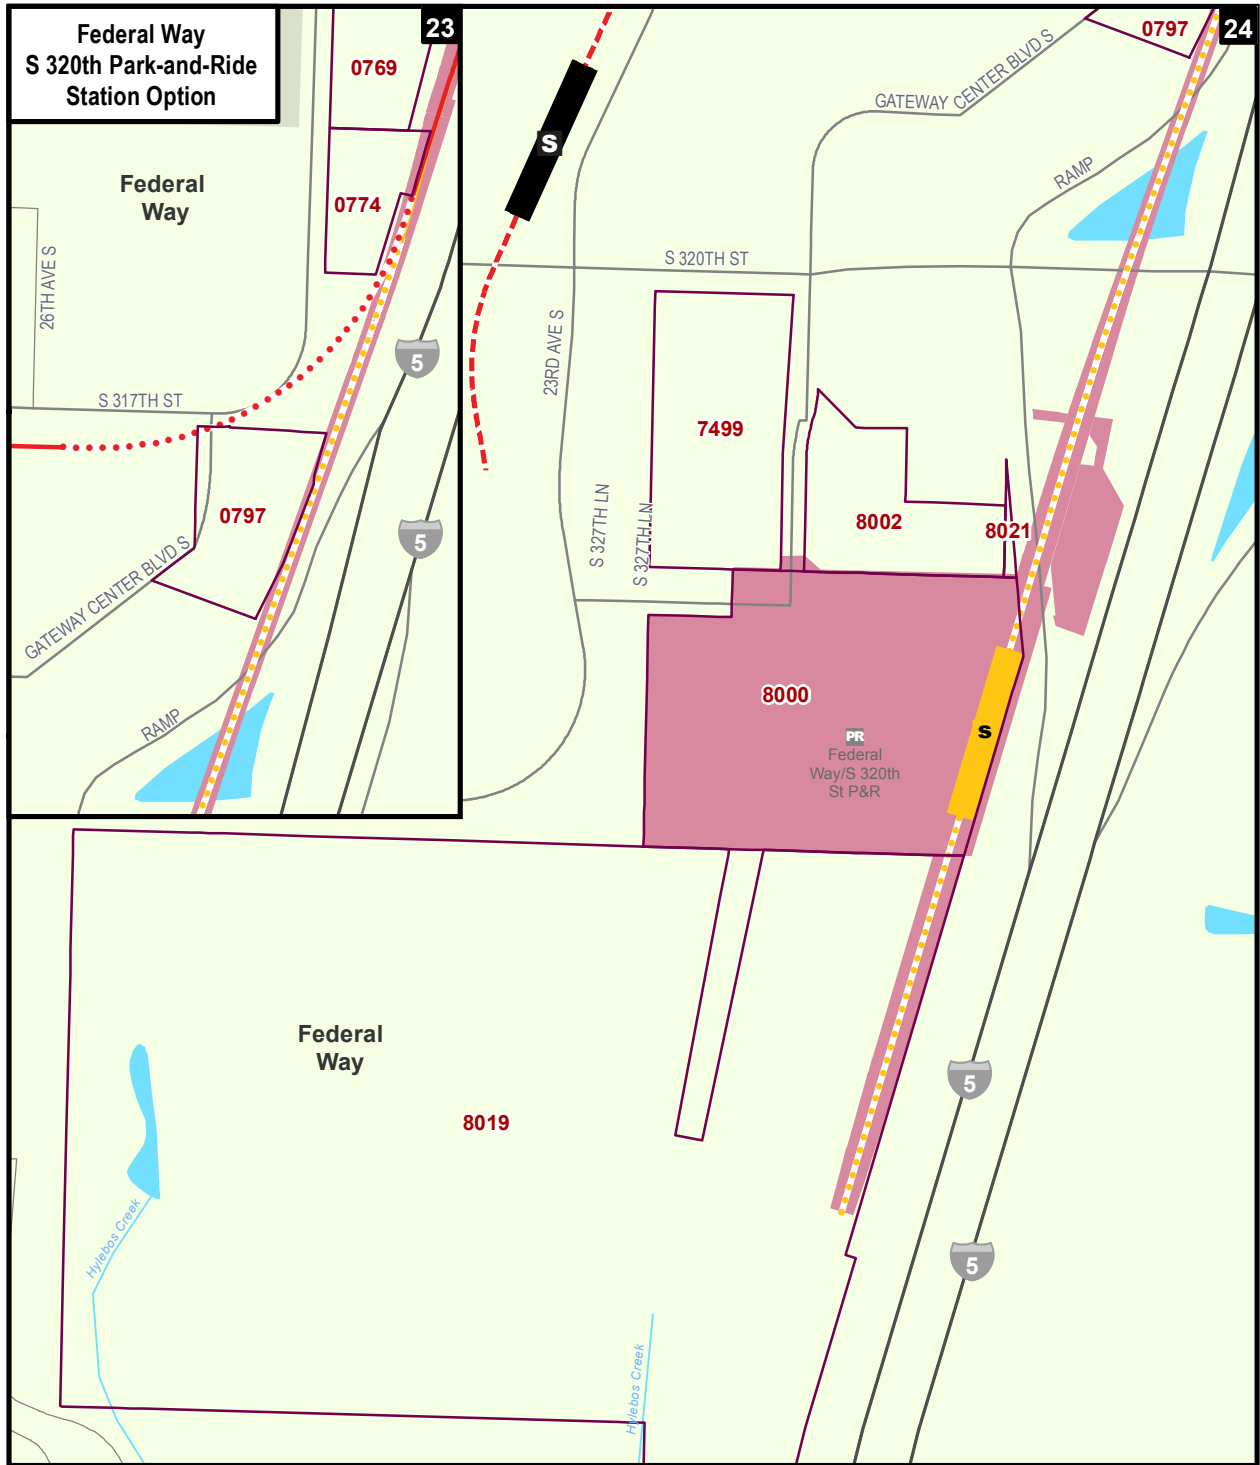 Federal Way
S 320th Park-and-Ride
Station Option
23
0769
0774
Federal
Way
26TH AVE S
S 317TH ST
5
0797
5
GATEWAY CENTER BLVD S
RAMP
24
0797
GATEWAY CENTER BLVD S
RAMP
S
S 320TH ST
23RD AVE S
7499
S 327TH LN
S 327TH LN
8002
8021
8000
S
PR
Federal
Way/S 320th
St P&R
Federal
Way
8019
5
5
Hylebos Creek
Hylebos Creek